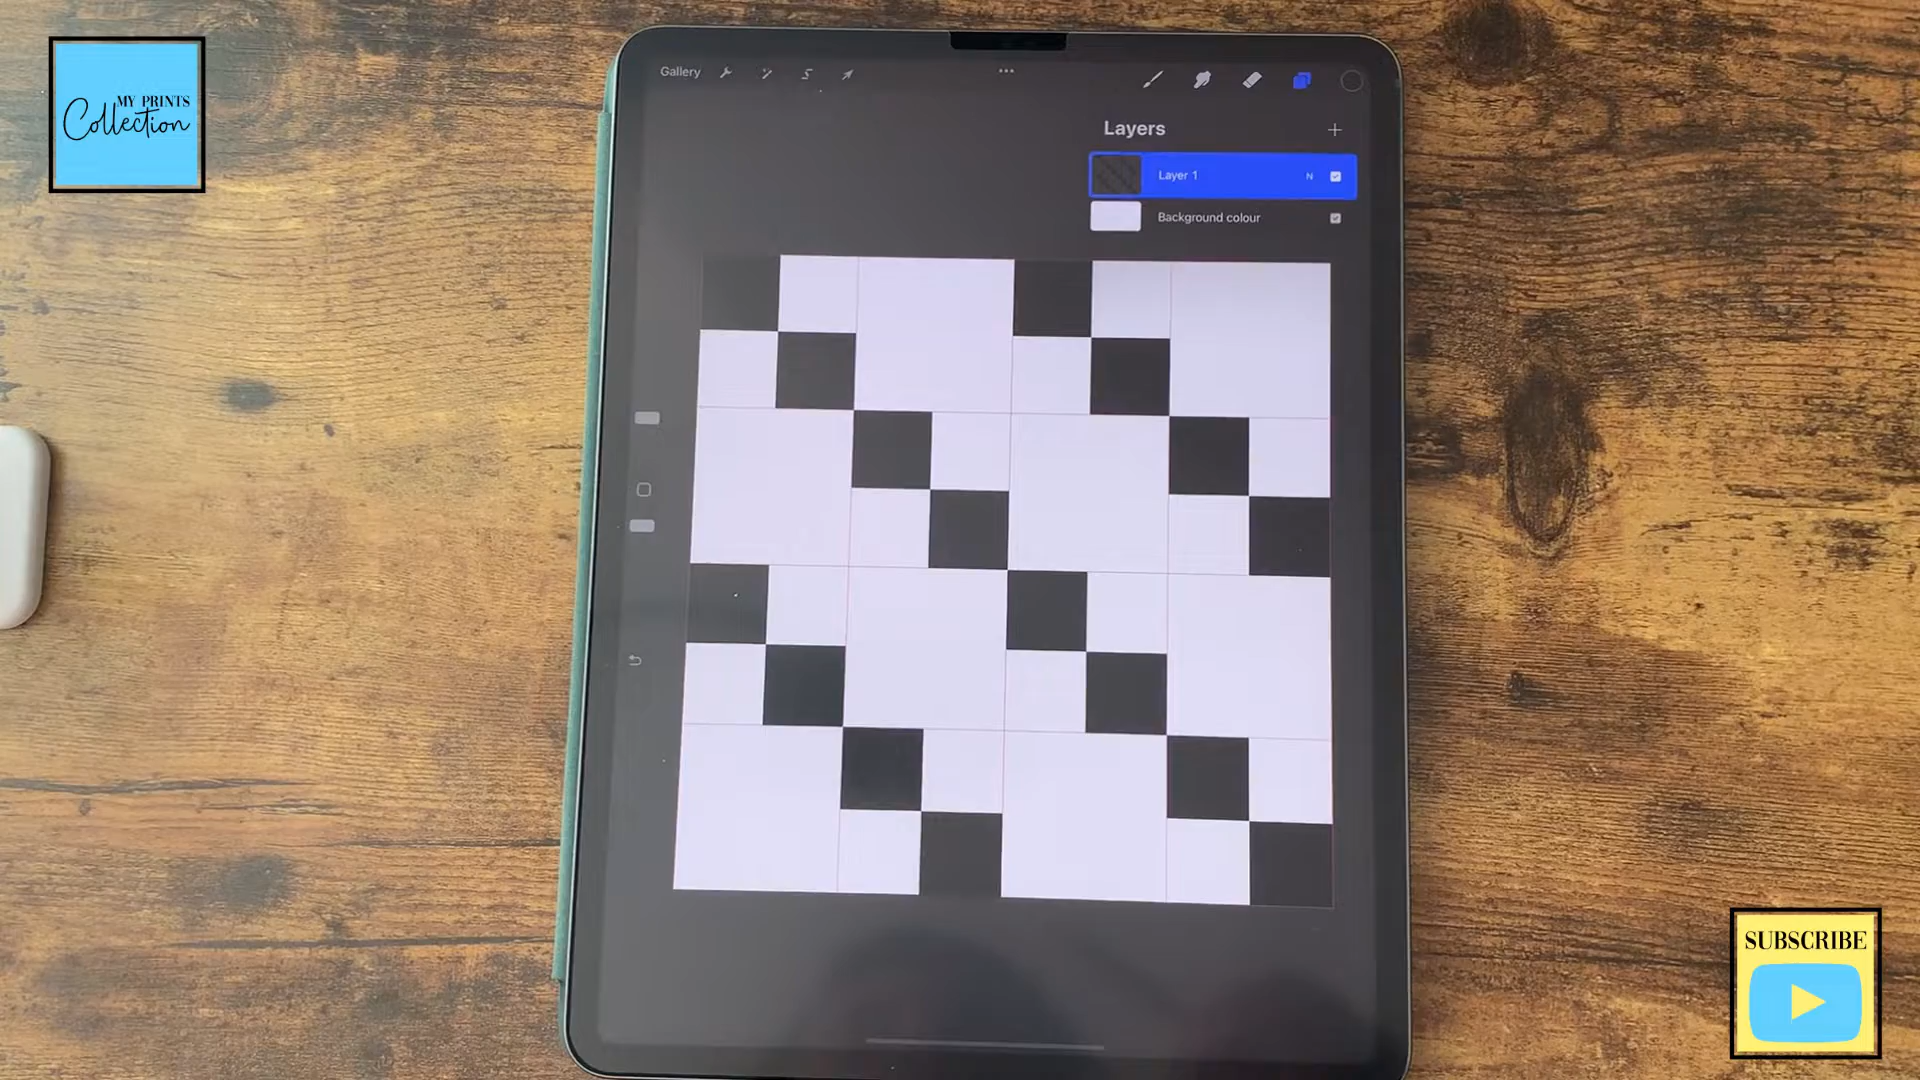 MY PRINTS
Collection
Gallery
Layers
Layer 1
N
Background colour
SUBSCRIBE